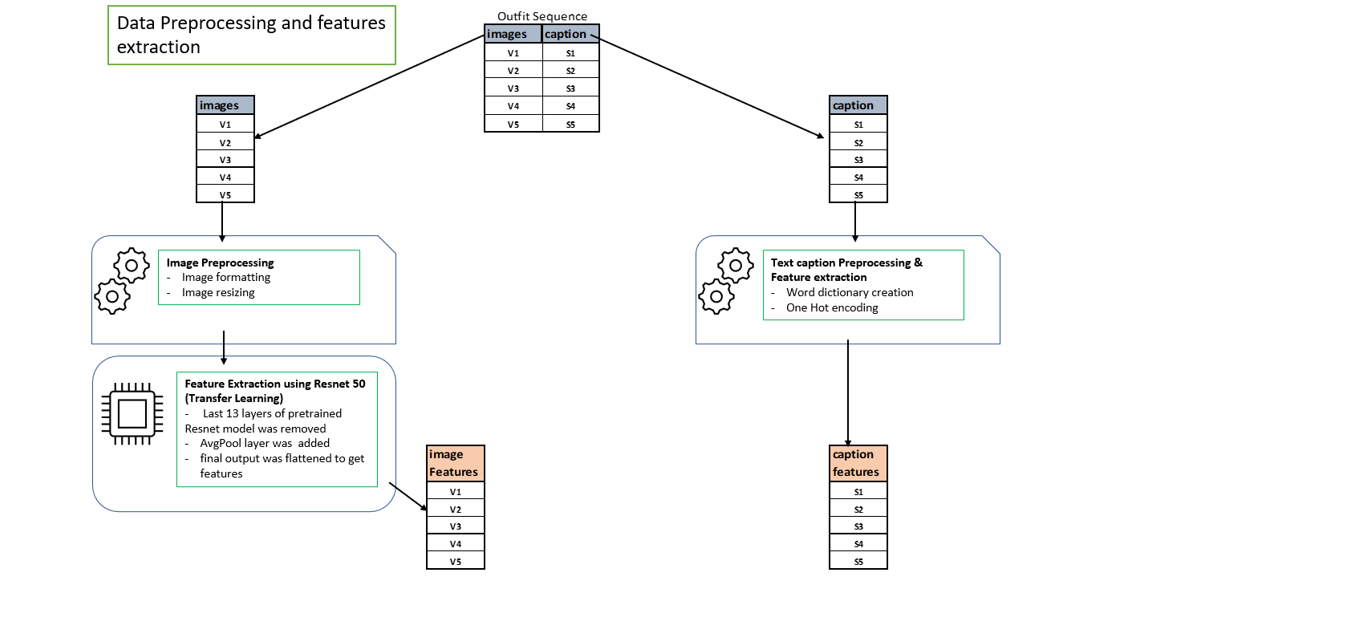 Data Preprocessing and features
extraction
Outfit Sequence
images caption
V1 S1
V2 S2
V3 S3
V4 S4
V5 S5
images
V1
V2
V3
V4
V5
caption
S1
S2
S3
S4
S5
Image Preprocessing
- Image formatting
- Image resizing
Text caption Preprocessing &
Feature extraction
- Word dictionary creation
- One Hot encoding
Feature Extraction using Resnet 50
(Transfer Learning)
- Last 13 layers of pretrained
Resnet model was removed
- AvgPool layer was added
- final output was flattened to get
features
image
Features
V1
V2
V3
V4
V5
caption
features
S1
S2
S3
S4
S5